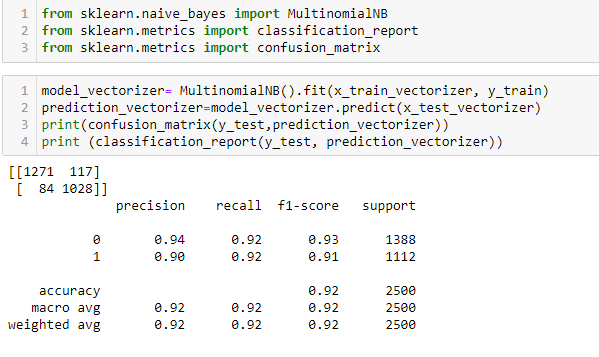 1 from sklearn.naive_bayes import MultinomialNB
2 from sklearn.metrics import classification_report
3 from sklearn.metrics import confusion_matrix
1 model_vectorizer= MultinomialNB().fit(x_train_vectorizer, y_train)
2 prediction_vectorizer=model_vectorizer.predict(x_test_vectorizer)
3 print(confusion_matrix(y_test,prediction_vectorizer))
4 print (classification_report(y_test, prediction_vectorizer))
[[1271  117]
 [  84 1028]]
              precision    recall  f1-score   support
           0       0.94      0.92      0.93      1388
           1       0.90      0.92      0.91      1112
    accuracy                           0.92      2500
   macro avg       0.92      0.92      0.92      2500
weighted avg       0.92      0.92      0.92      2500